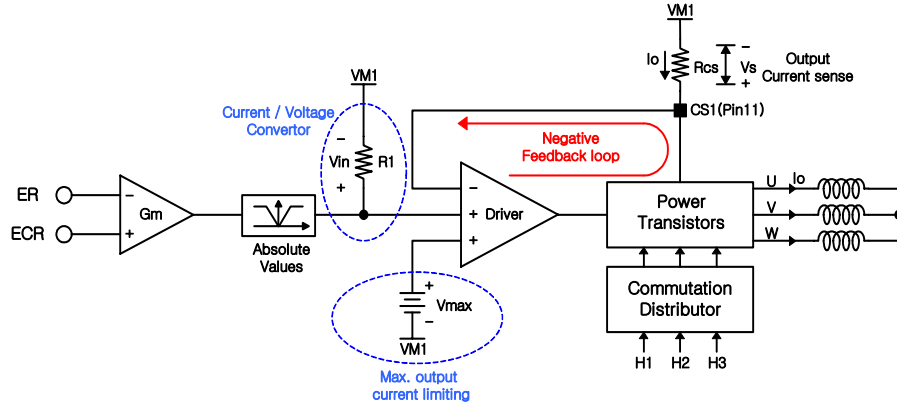 VM1
Io
Rcs
−
Vs
+
Output
Current sense
CS1(Pin11)
VM1
Current / Voltage
Convertor
−
Vin
+
R1
Negative
Feedback loop
ER
ECR
−
+
Gm
Absolute
Values
−
+
+
Driver
Power
Transistors
U
Io
V
W
+
Vmax
−
VM1
Commutation
Distributor
H1
H2
H3
Max. output
current limiting